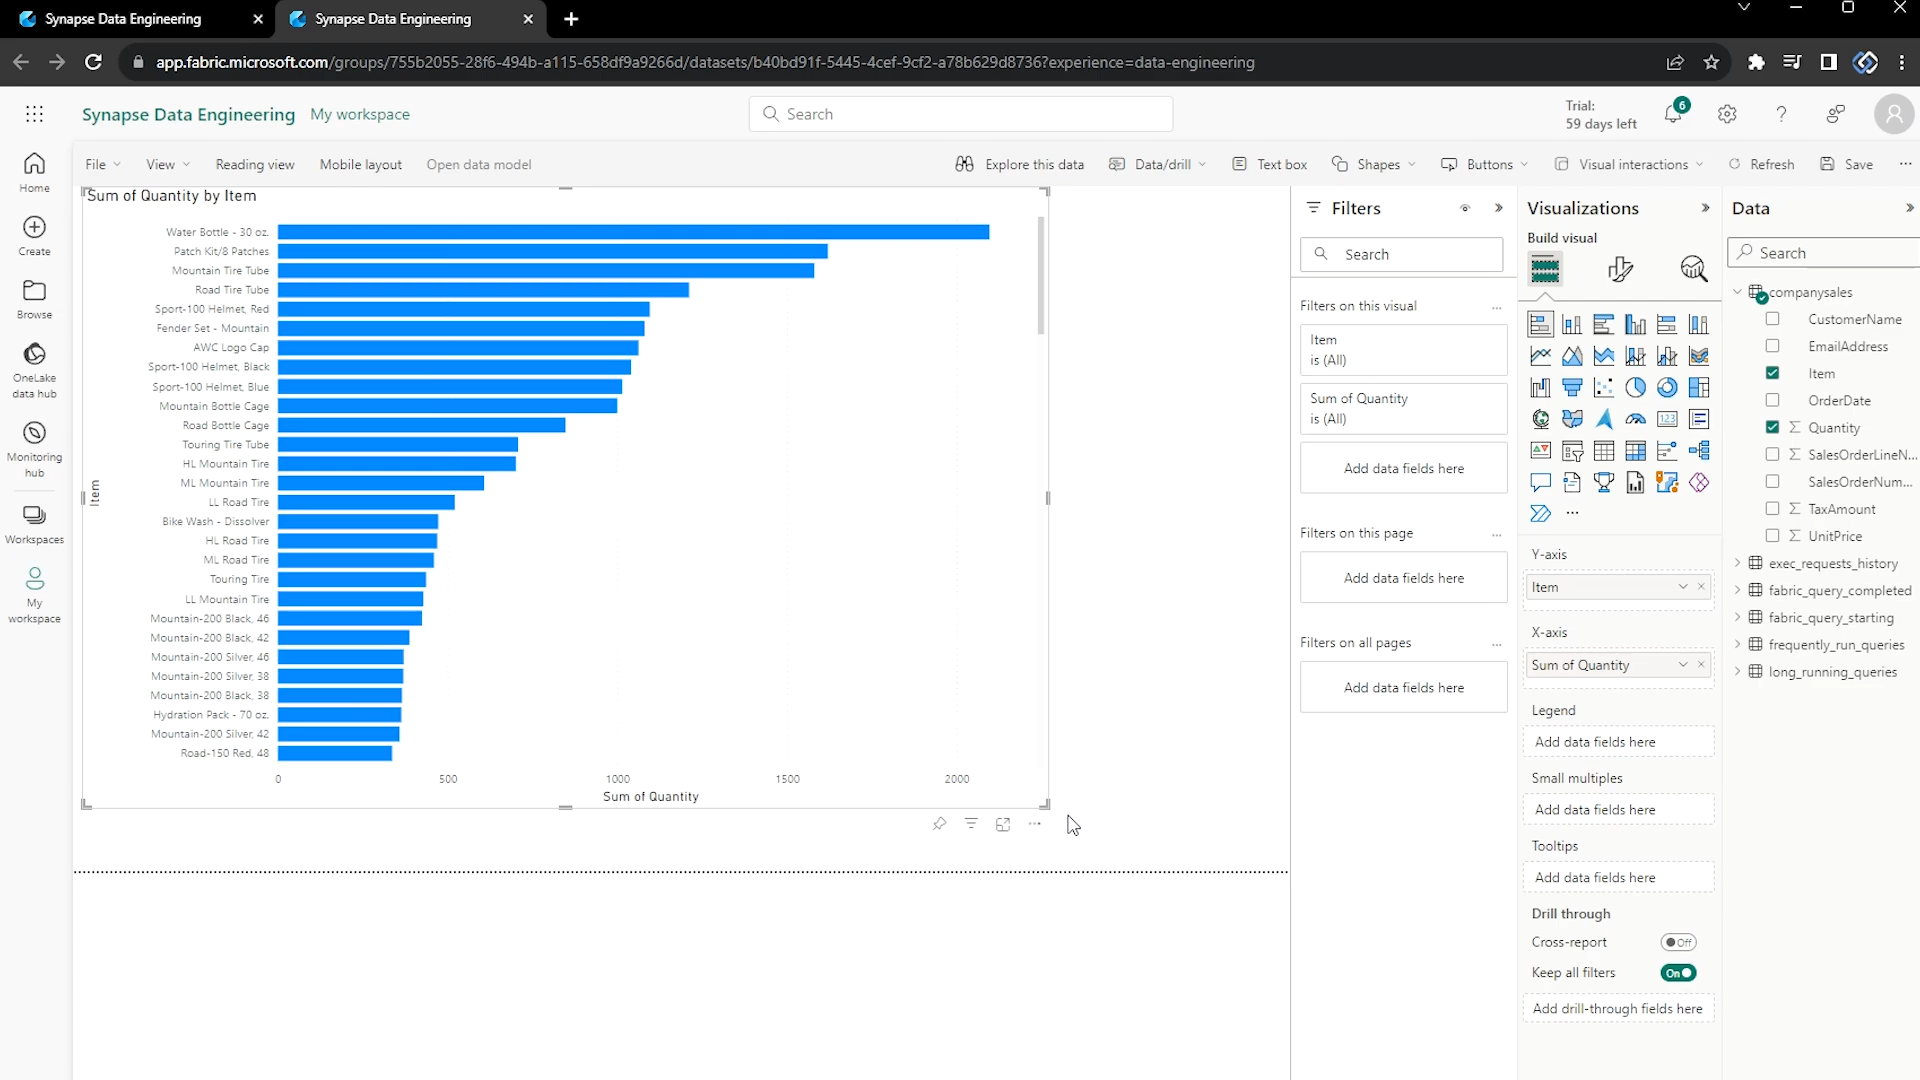 Synapse Data Engineering
Synapse Data Engineering
app.fabric.microsoft.com/groups/755b2055-28f6-494b-a115-658df9a9266d/datasets/b40bd91f-5445-4cef-9cf2-a78b629d8736?experience=data-engineering
Synapse Data Engineering My workspace
Search
Trial:
59 days left
6
File View Reading view Mobile layout Open data model
Explore this data Data/drill Text box Shapes Buttons Visual interactions Refresh Save
Home
Create
Browse
OneLake
data hub
Monitoring
hub
Workspaces
My
workspace
Sum of Quantity by Item
Water Bottle - 30 oz.
Patch Kit/8 Patches
Mountain Tire Tube
Road Tire Tube
Sport-100 Helmet, Red
Fender Set - Mountain
AWC Logo Cap
Sport-100 Helmet, Black
Sport-100 Helmet, Blue
Mountain Bottle Cage
Road Bottle Cage
Touring Tire Tube
HL Mountain Tire
ML Mountain Tire
LL Road Tire
Bike Wash - Dissolver
HL Road Tire
ML Road Tire
Touring Tire
LL Mountain Tire
Mountain-200 Black, 46
Mountain-200 Black, 42
Mountain-200 Silver, 46
Mountain-200 Silver, 38
Mountain-200 Black, 38
Hydration Pack - 70 oz.
Mountain-200 Silver, 42
Road-150 Red, 48
Item
0 500 1000 1500 2000
Sum of Quantity
Filters
Search
Filters on this visual
Item
is (All)
Sum of Quantity
is (All)
Add data fields here
Filters on this page
Add data fields here
Filters on all pages
Add data fields here
Visualizations
Build visual
123
Y-axis
Item
X-axis
Sum of Quantity
Legend
Add data fields here
Small multiples
Add data fields here
Tooltips
Add data fields here
Drill through
Cross-report Off
Keep all filters On
Add drill-through fields here
Data
Search
companysales
CustomerName
EmailAddress
Item
OrderDate
Quantity
SalesOrderLineN...
SalesOrderNum...
TaxAmount
UnitPrice
exec_requests_history
fabric_query_completed
fabric_query_starting
frequently_run_queries
long_running_queries